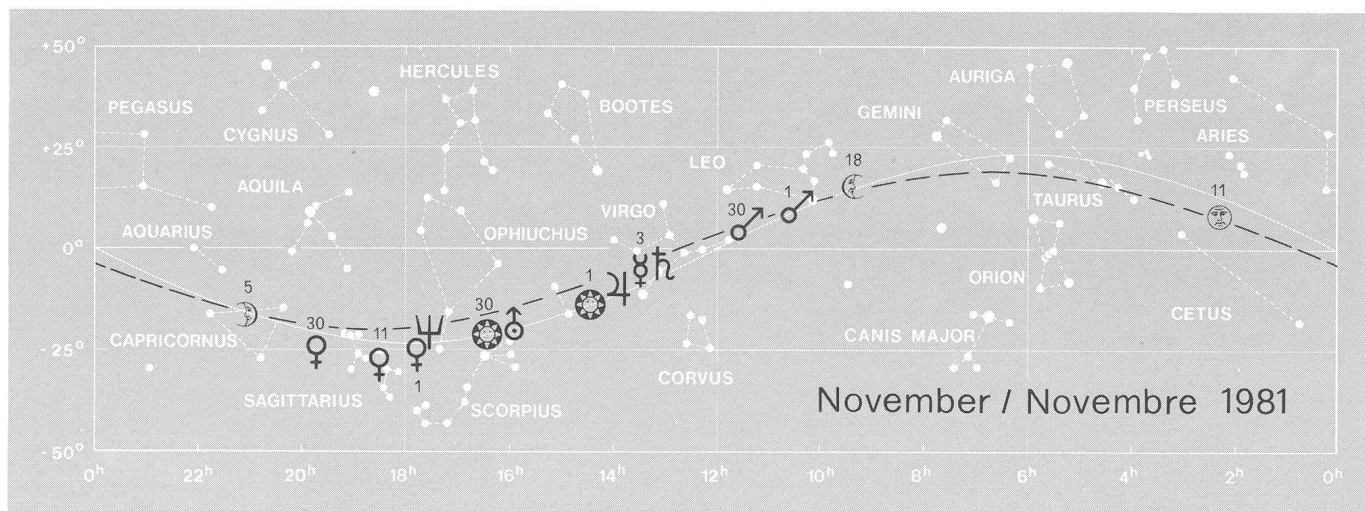 +50°
HERCULES
AURIGA
PEGASUS
BOOTES
GEMINI
PERSEUS
CYGNUS
ARIES
+25°
LEO
18
AQUILA
1
11
30
TAURUS
VIRGO
AQUARIUS
OPHIUCHUS
3
0°
1
ORION
5
30
CETUS
30
11
CAPRICORNUS
CANIS MAJOR
-25°
CORVUS
1
SAGITTARIUS
SCORPIUS
November / Novembre 1981
-50°
0h 22h 20h 18h 16h 14h 12h 10h 8h 6h 4h 2h 0h